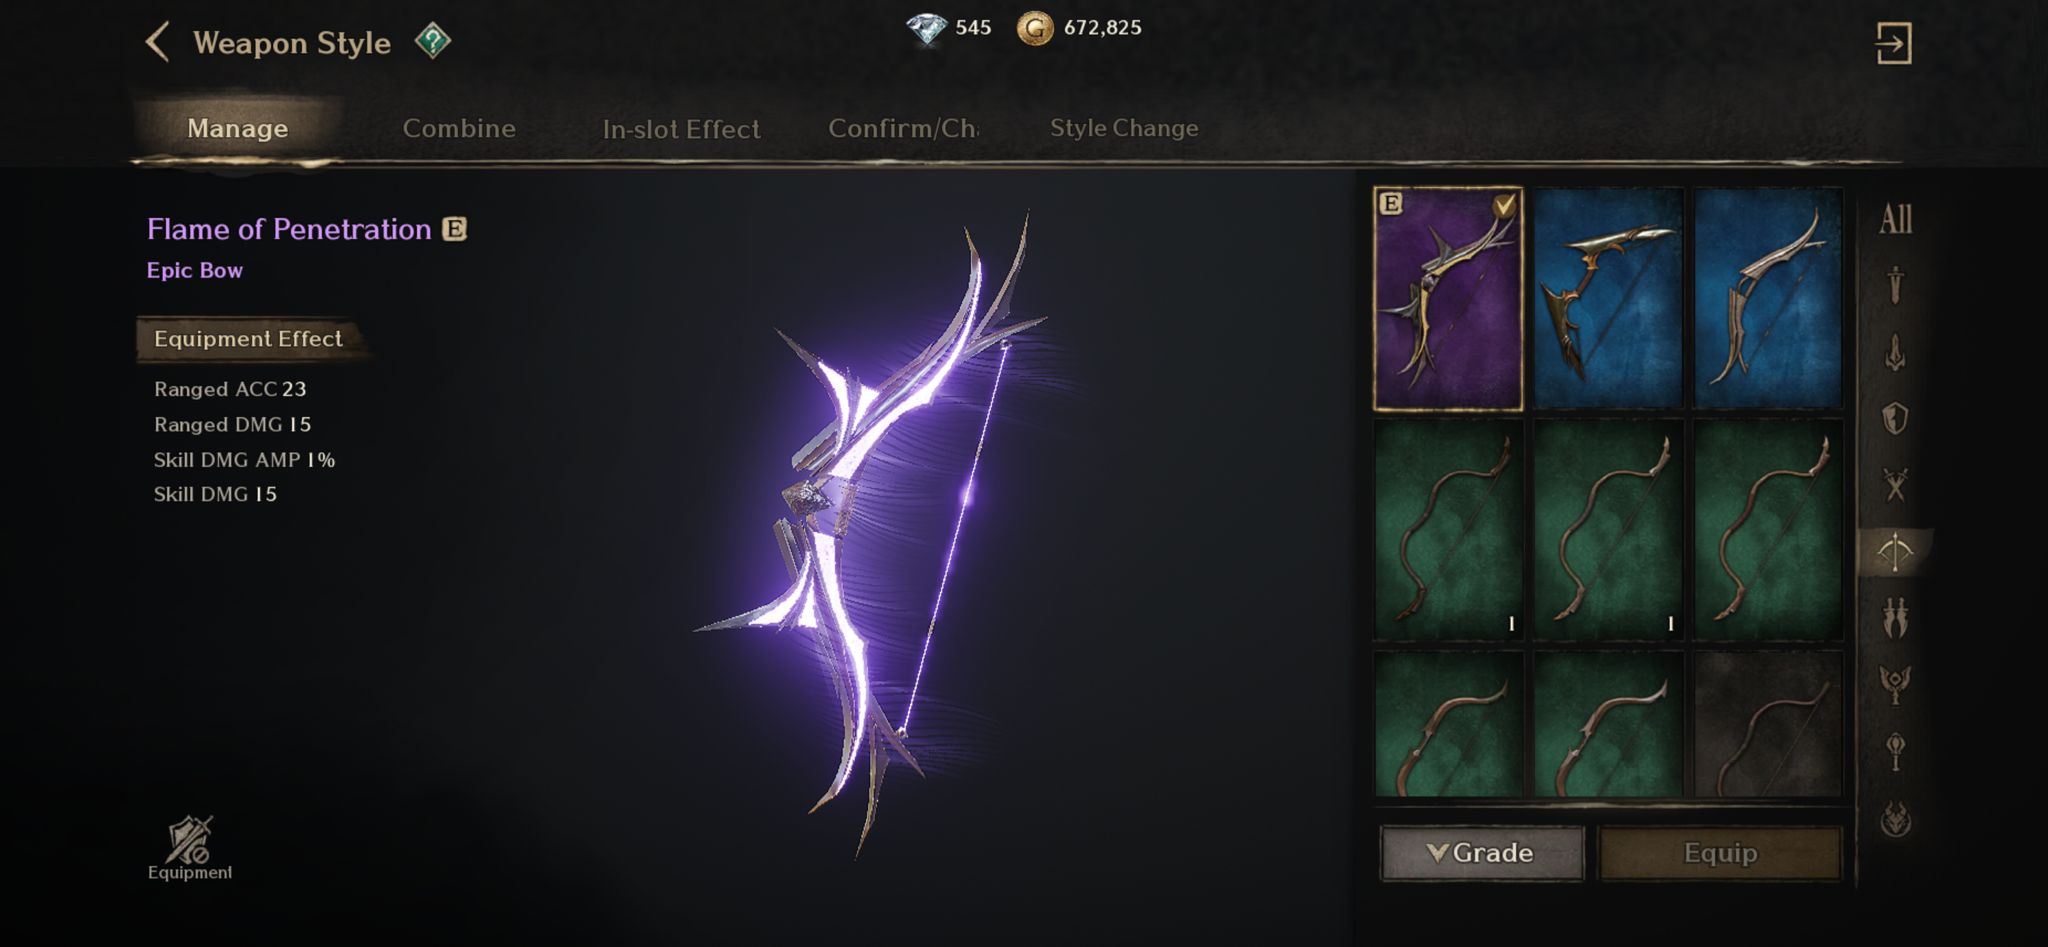 Weapon Style
545
672,825
Manage
Combine
In-slot Effect
Confirm/Ch
Style Change
Flame of Penetration E
Epic Bow
Equipment Effect
Ranged ACC 23
Ranged DMG 15
Skill DMG AMP 1%
Skill DMG 15
Equipment
E
1
1
All
Grade
Equip